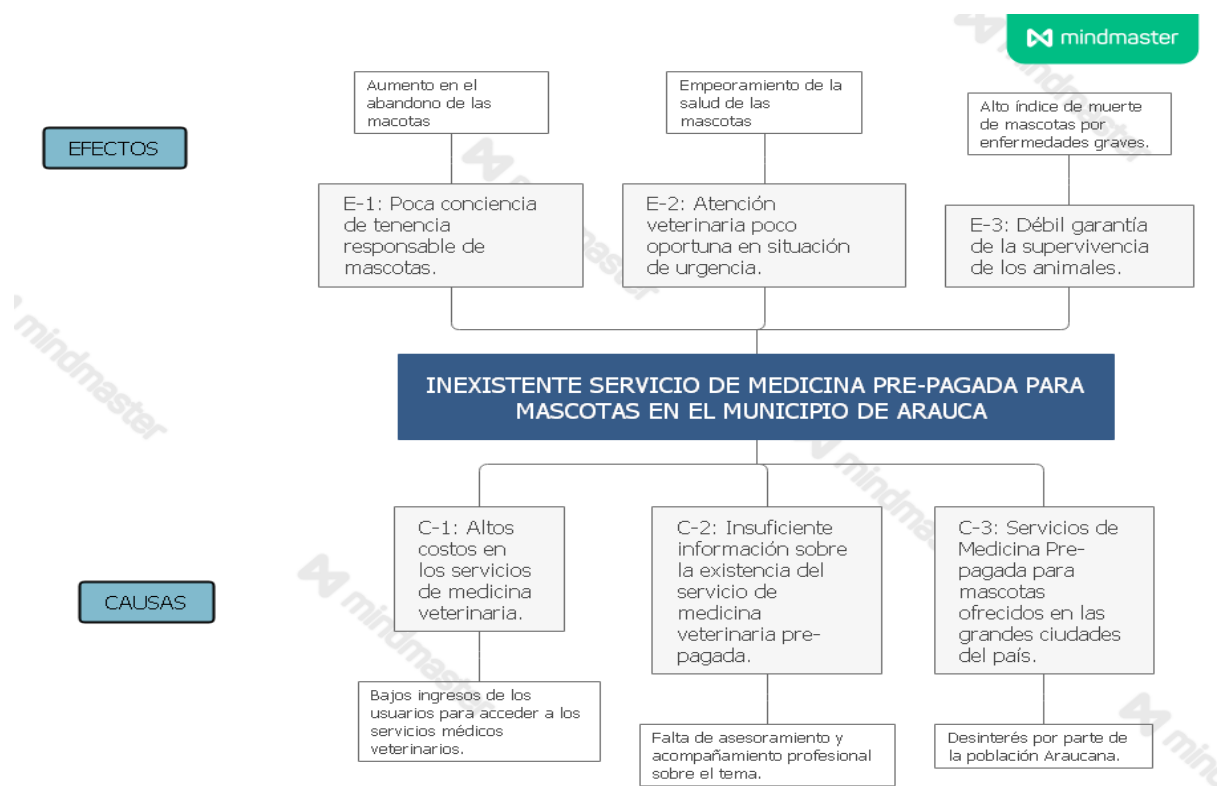 mindmaster
Aumento en el
abandono de las
macotas
Empeoramiento de la
salud de las
mascotas
Alto índice de muerte
de mascotas por
enfermedades graves.
EFECTOS
E-1: Poca conciencia
de tenencia
responsable de
mascotas.
E-2: Atención
veterinaria poco
oportuna en situación
de urgencia.
E-3: Débil garantía
de la supervivencia
de los animales.
INEXISTENTE SERVICIO DE MEDICINA PRE-PAGADA PARA
MASCOTAS EN EL MUNICIPIO DE ARAUCA
CAUSAS
C-1: Altos
costos en
los servicios
de medicina
veterinaria.
C-2: Insuficiente
información sobre
la existencia del
servicio de
medicina
veterinaria pre-
pagada.
C-3: Servicios de
Medicina Pre-
pagada para
mascotas
ofrecidos en las
grandes ciudades
del país.
Bajos ingresos de los
usuarios para acceder a los
servicios médicos
veterinarios.
Falta de asesoramiento y
acompañamiento profesional
sobre el tema.
Desinterés por parte de
la población Araucana.
mindmaster
mindmaster
mindmaster